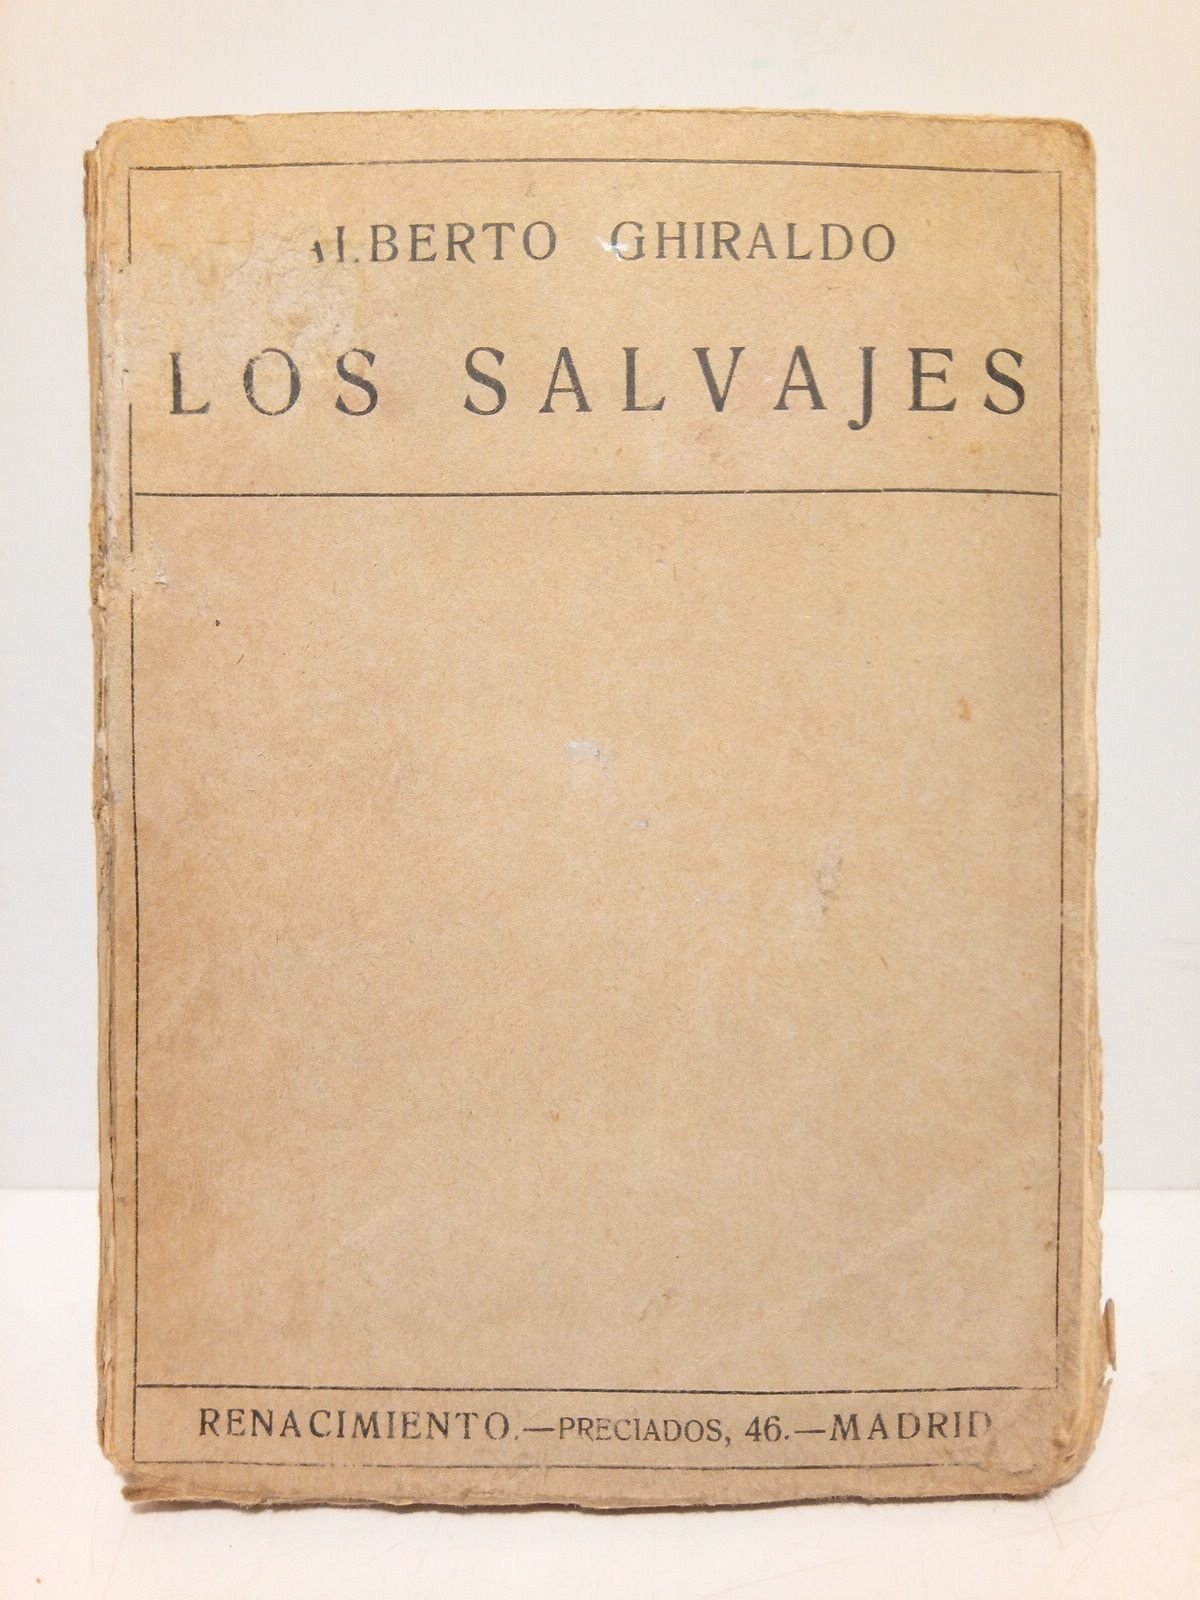 ALBERTO GHIRALDO
LOS SALVAJES
RENACIMIENTO.—PRECIADOS, 46.—MADRID